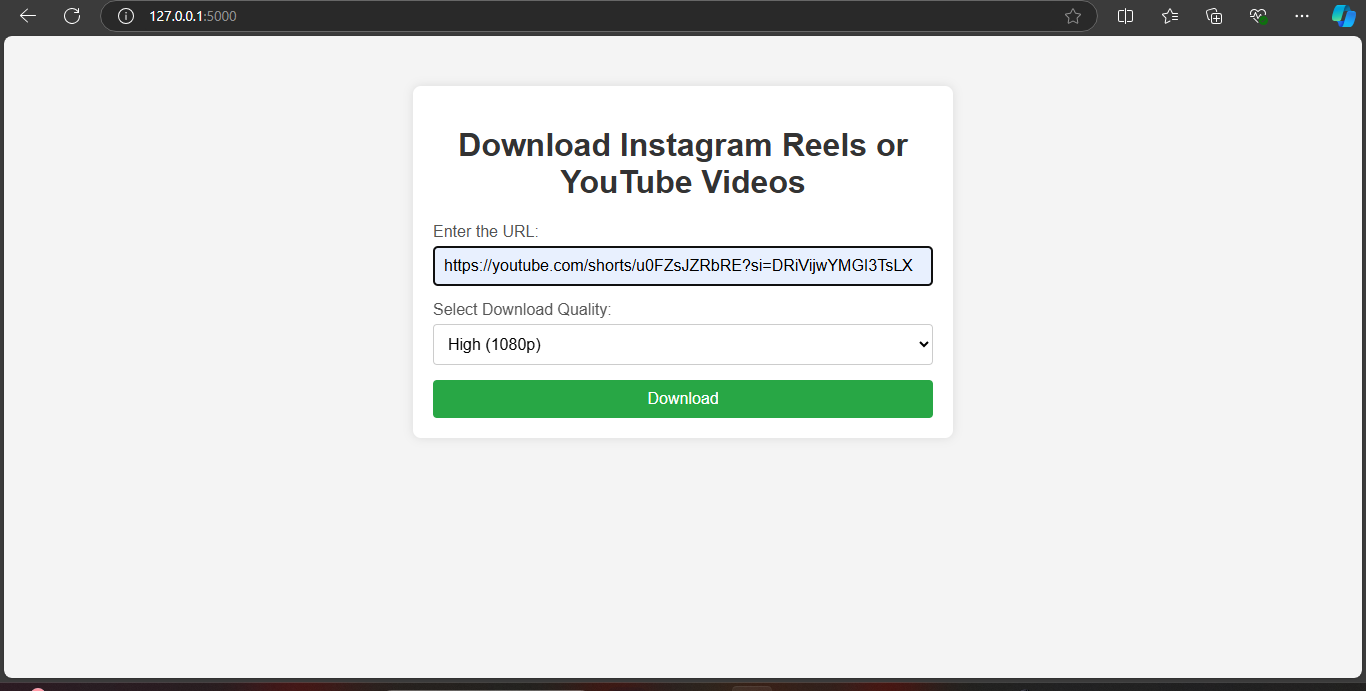 127.0.0.1:5000
Download Instagram Reels or
YouTube Videos
Enter the URL:
https://youtube.com/shorts/u0FZsJZRbRE?si=DRiVijwYMGI3TsLX
Select Download Quality:
High (1080p)
Download